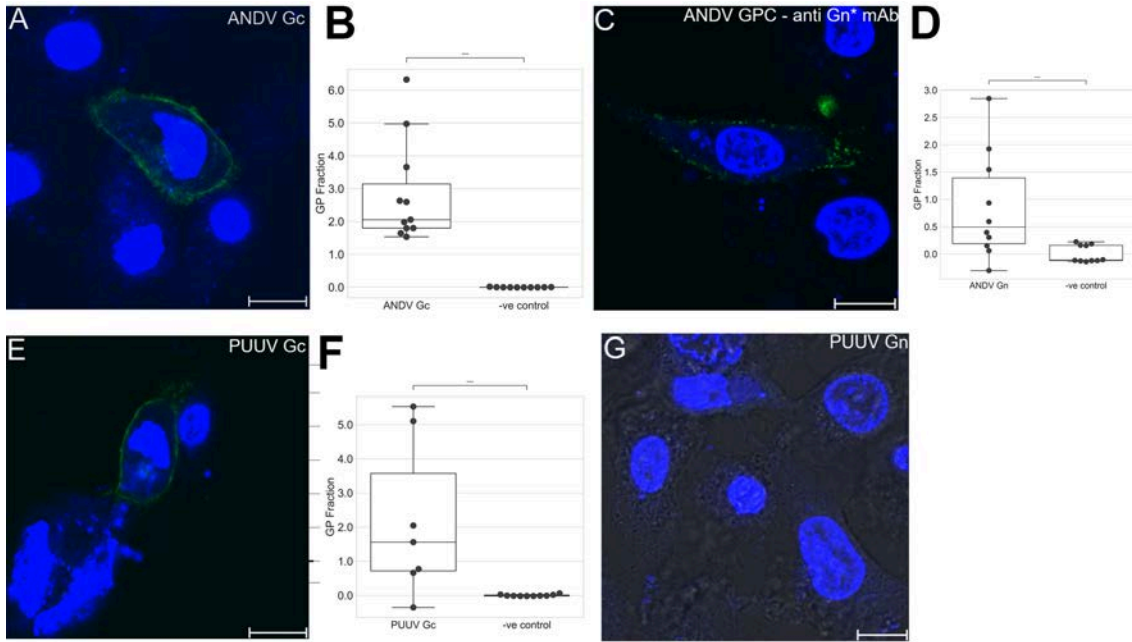 A
ANDV Gc
B
GP Fraction
6.0
5.0
4.0
3.0
2.0
1.0
0.0
ANDV Gc
-ve control
C
ANDV GPC - anti Gn* mAb
D
GP Fraction
3.0
2.5
2.0
1.5
1.0
0.5
0.0
ANDV Gn
-ve control
E
PUUV Gc
F
GP Fraction
5.0
4.0
3.0
2.0
1.0
0.0
PUUV Gc
-ve control
G
PUUV Gn